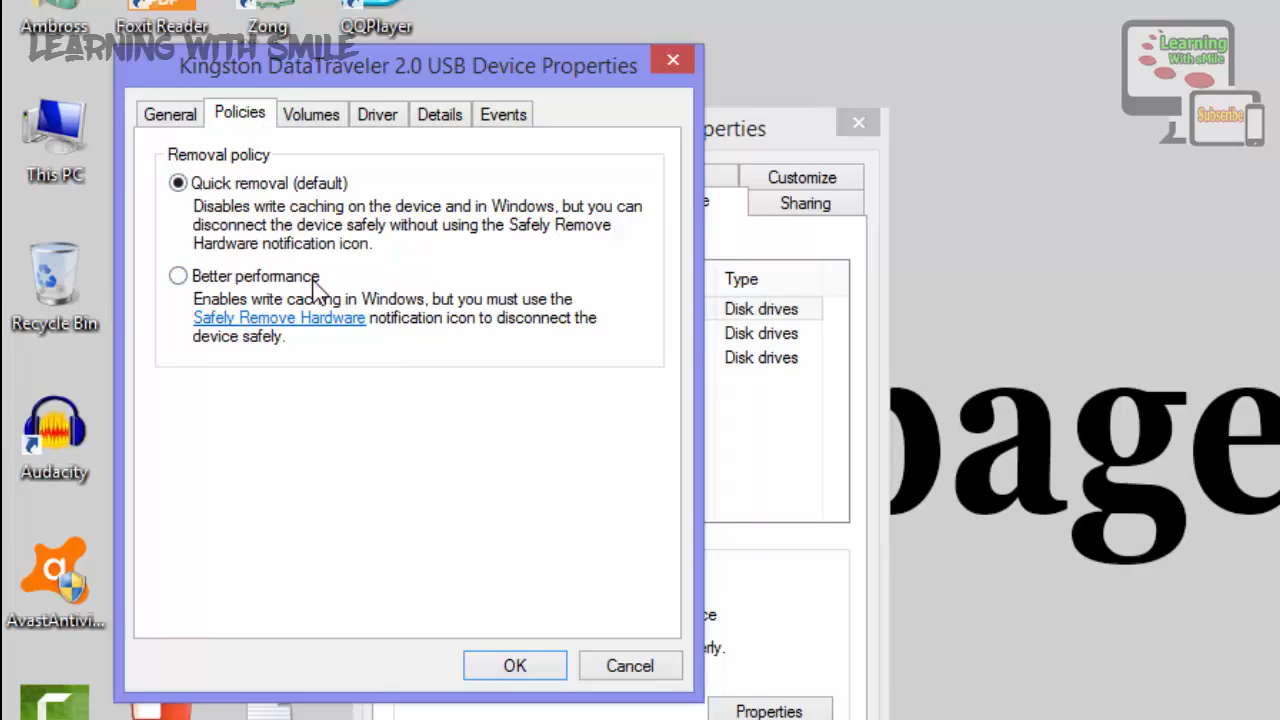 Ambross
Foxit Reader
Zong
QQPlayer
LEARNING WITH SMILE
Learning
With sMile
Subscribe
Kingston DataTraveler 2.0 USB Device Properties
perties
General
Policies
Volumes
Driver
Details
Events
Customize
Sharing
This PC
Removal policy
Quick removal (default)
Disables write caching on the device and in Windows, but you can
disconnect the device safely without using the Safely Remove
Hardware notification icon.
Better performance
Enables write caching in Windows, but you must use the
Safely Remove Hardware notification icon to disconnect the
device safely.
Type
Disk drives
Disk drives
Disk drives
Recycle Bin
page
Audacity
AvastAntivi...
OK
Cancel
Properties